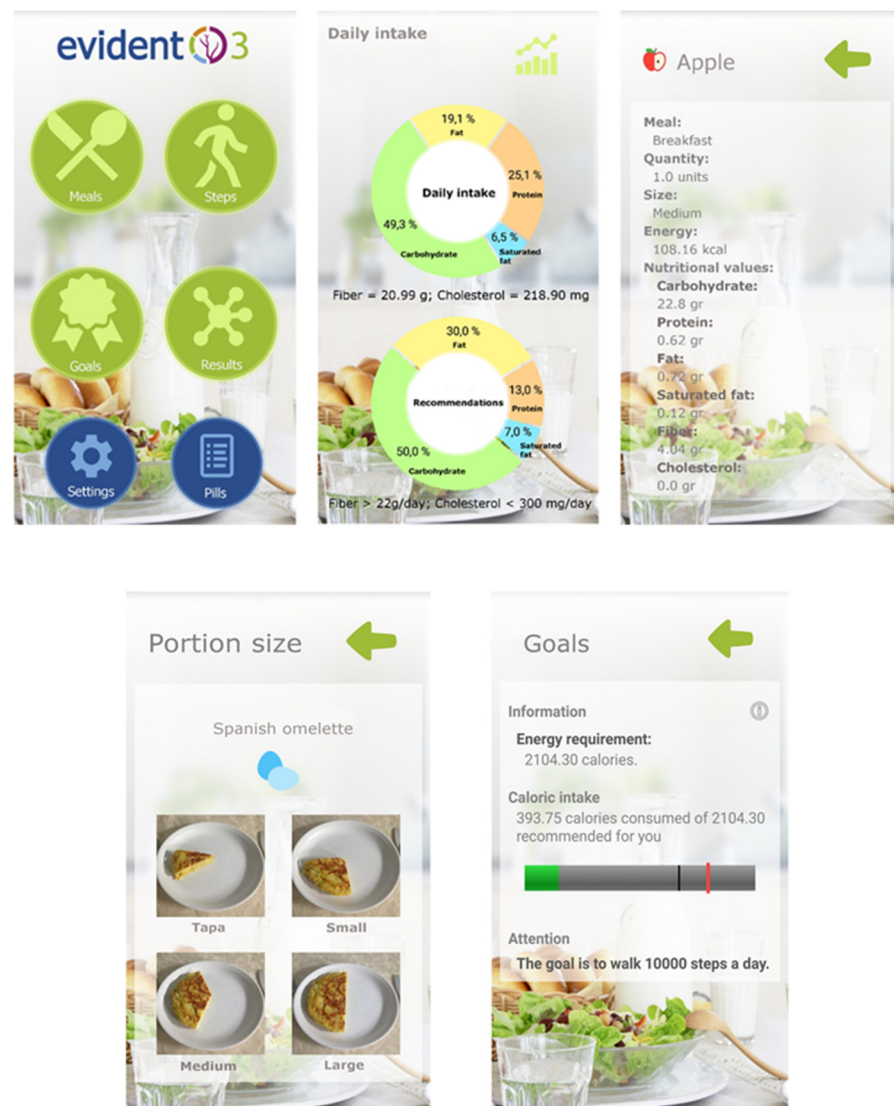 evident 3
Meals
Steps
Goals
Results
Settings
Pills
Daily intake
19,1 %
Fat
25,1 %
Protein
Daily intake
49,3 %
6,5 %
Carbohydrate
Saturated
fat
Fiber = 20.99 g; Cholesterol = 218.90 mg
30,0 %
Fat
13,0 %
Recommendations
Protein
7,0 %
50,0 %
Saturated
fat
Carbohydrate
Fiber > 22g/day; Cholesterol < 300 mg/day
Apple
Meal:
Breakfast
Quantity:
1.0 units
Size:
Medium
Energy:
108.16 kcal
Nutritional values:
Carbohydrate:
22.8 gr
Protein:
0.62 gr
Fat:
0.72 gr
Saturated fat:
0.12 gr
Fiber:
4.04 gr
Cholesterol:
0.0 gr
Portion size
Spanish omelette
Tapa
Small
Medium
Large
Goals
Information
Energy requirement:
2104.30 calories.
Caloric intake
393.75 calories consumed of 2104.30
recommended for you
Attention
The goal is to walk 10000 steps a day.